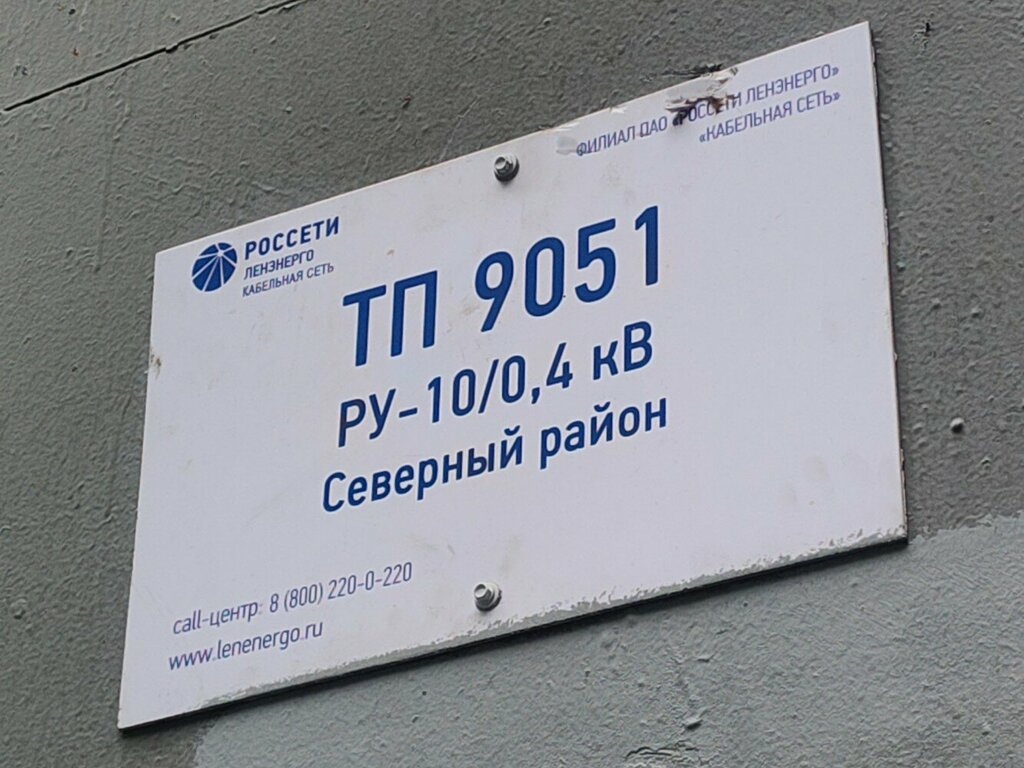 ФИЛИАЛ ПАО «РОССЕТИ ЛЕНЭНЕРГО»
«КАБЕЛЬНАЯ СЕТЬ»
РОССЕТИ
ЛЕНЭНЕРГО
КАБЕЛЬНАЯ СЕТЬ
ТП 9051
РУ-10/0,4 кВ
Северный район
call-центр: 8 (800) 220-0-220
www.lenenergo.ru